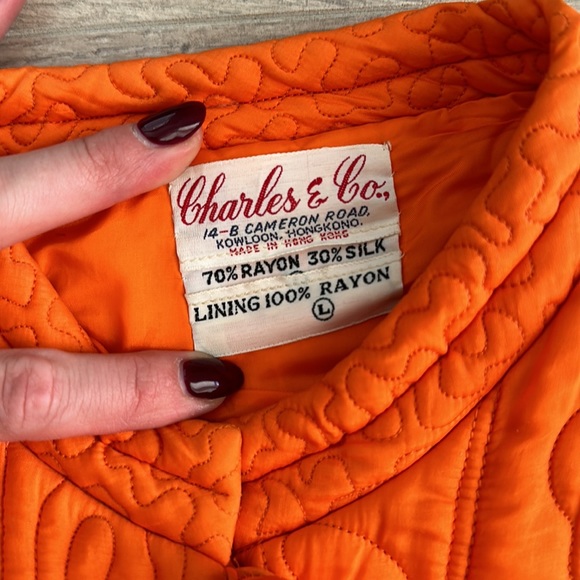 Charles & Co.,
14-B CAMERON ROAD,
KOWLOON, HONGKONG.
MADE IN HONG KONG
70% RAYON 30% SILK
LINING 100% RAYON
L